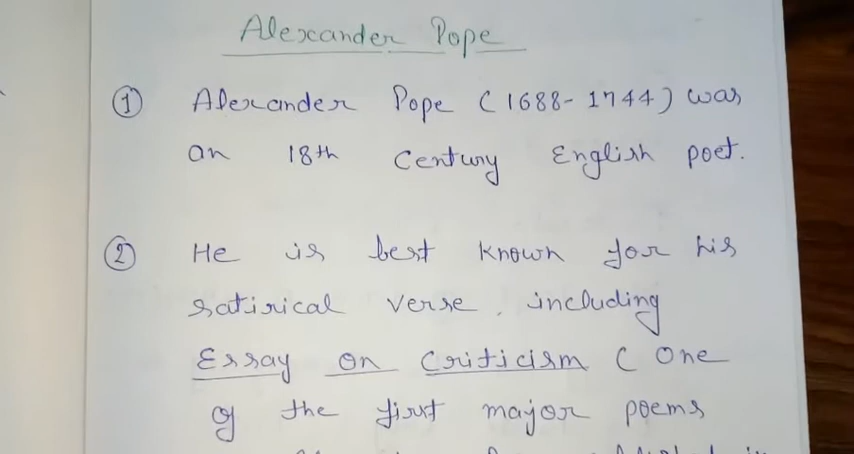 Alexander Pope
① Alexander Pope (1688-1744) was
an 18th Century English poet.
② He is best known for his
satirical verse, including
Essay on Criticism ( One
of the first major poems